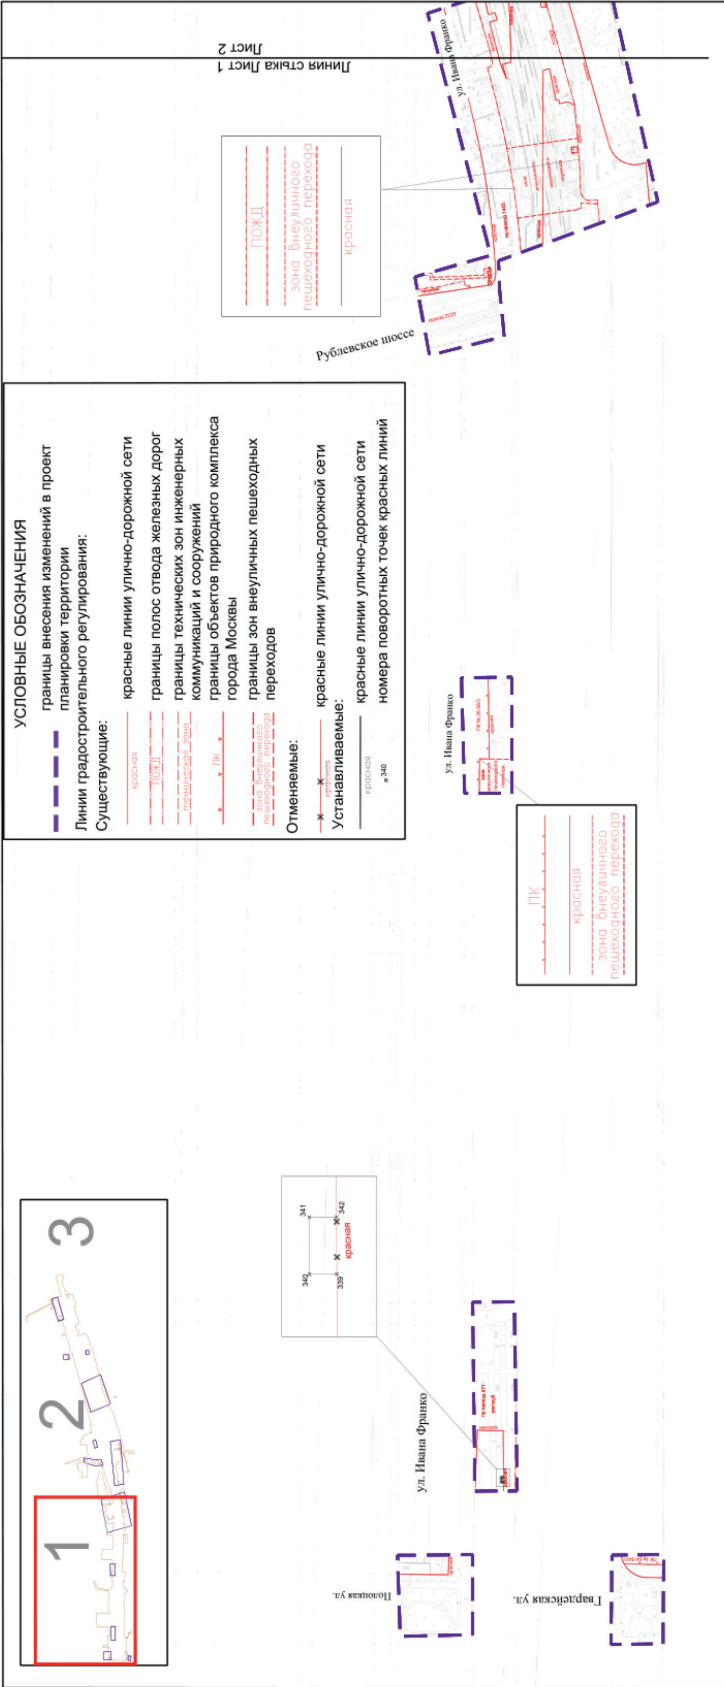 Лист 2
Линия стыка Лист 1
ул. Ивана Франко
ПОЖД
зона внеуличного
пешеходного перехода
красная
Рублевское шоссе
УСЛОВНЫЕ ОБОЗНАЧЕНИЯ
границы внесения изменений в проект
планировки территории
Линии градостроительного регулирования:
Существующие:
красная
красные линии улично-дорожной сети
ПОЖД
границы полос отвода железных дорог
техническая зона
границы технических зон инженерных
коммуникаций и сооружений
ПК
границы объектов природного комплекса
города Москвы
зона внеуличного
пешеходного перехода
границы зон внеуличных пешеходных
переходов
Отменяемые:
красная
красные линии улично-дорожной сети
Устанавливаемые:
красная
красные линии улично-дорожной сети
340
номера поворотных точек красных линий
ул. Ивана Франко
ПК
красная
зона внеуличного
пешеходного перехода
1
2
3
340
341
339
342
красная
ул. Ивана Франко
Полоцкая ул.
Гвардейская ул.